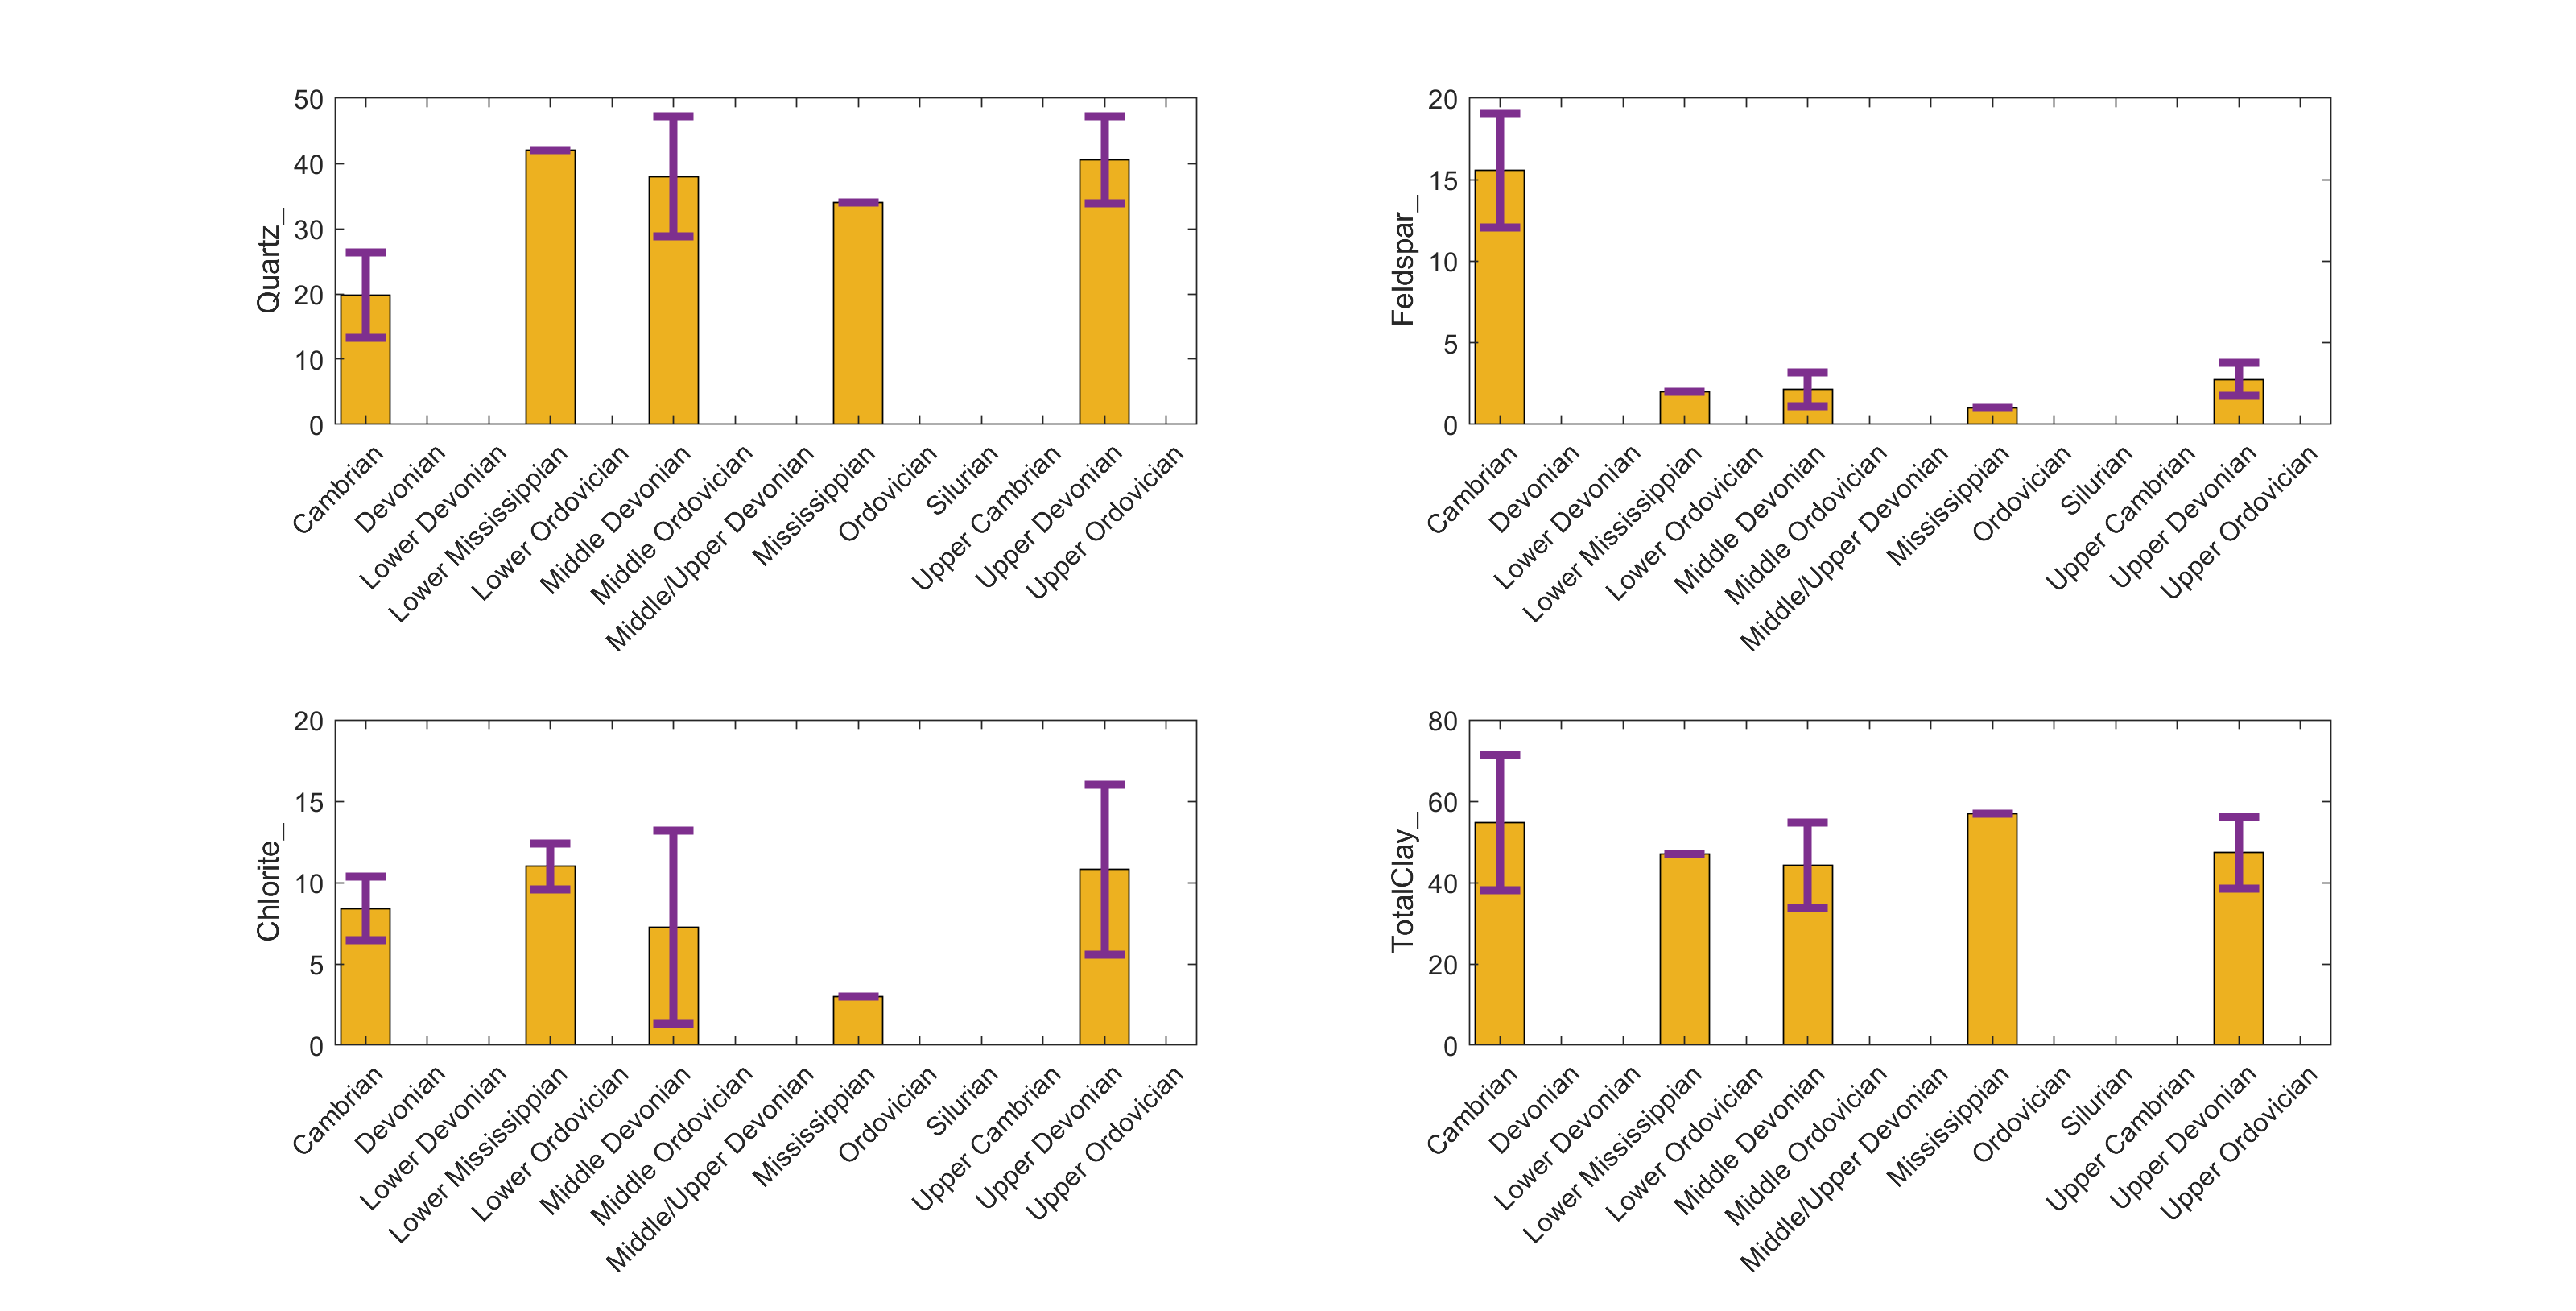 Quartz_
50
40
30
20
10
0
Cambrian
Devonian
Lower Devonian
Lower Mississippian
Lower Ordovician
Middle Devonian
Middle Ordovician
Middle/Upper Devonian
Mississippian
Ordovician
Silurian
Upper Cambrian
Upper Devonian
Upper Ordovician
Feldspar_
20
15
10
5
0
Cambrian
Devonian
Lower Devonian
Lower Mississippian
Lower Ordovician
Middle Devonian
Middle Ordovician
Middle/Upper Devonian
Mississippian
Ordovician
Silurian
Upper Cambrian
Upper Devonian
Upper Ordovician
Chlorite_
20
15
10
5
0
Cambrian
Devonian
Lower Devonian
Lower Mississippian
Lower Ordovician
Middle Devonian
Middle Ordovician
Middle/Upper Devonian
Mississippian
Ordovician
Silurian
Upper Cambrian
Upper Devonian
Upper Ordovician
TotalClay_
80
60
40
20
0
Cambrian
Devonian
Lower Devonian
Lower Mississippian
Lower Ordovician
Middle Devonian
Middle Ordovician
Middle/Upper Devonian
Mississippian
Ordovician
Silurian
Upper Cambrian
Upper Devonian
Upper Ordovician